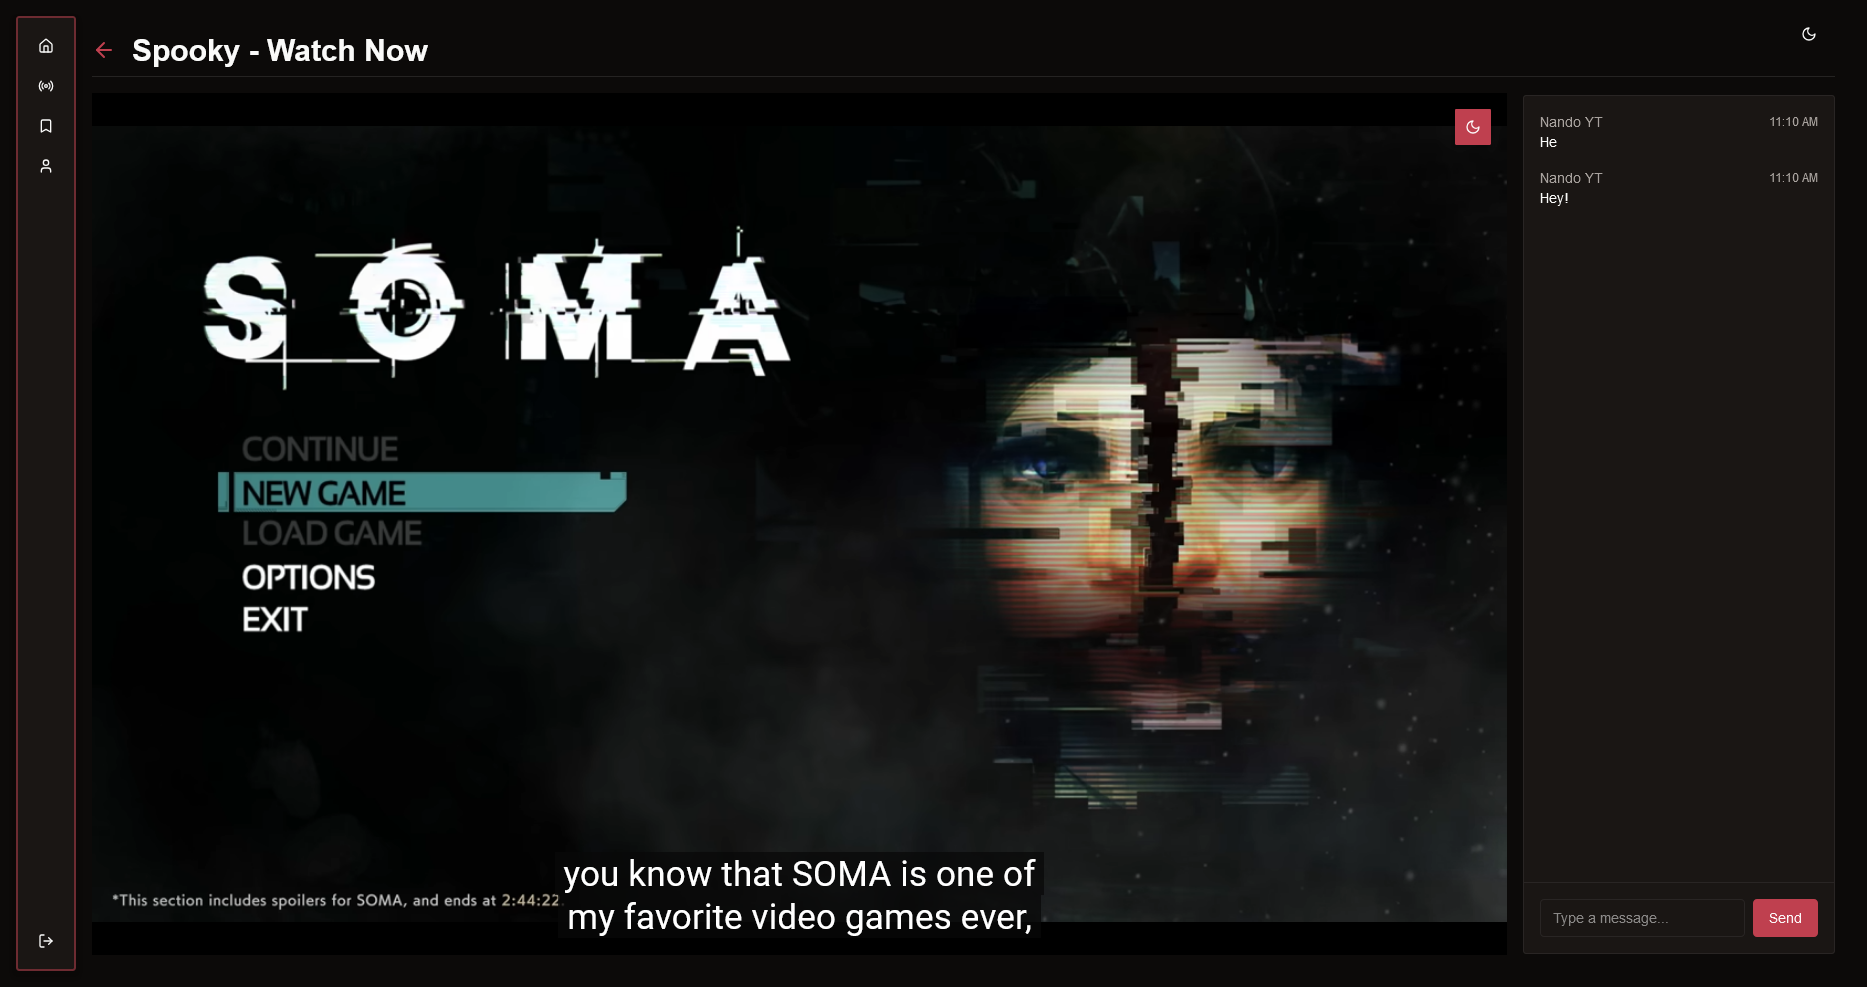 Spooky - Watch Now
SOMA
CONTINUE
NEW GAME
LOAD GAME
OPTIONS
EXIT
*This section includes spoilers for SOMA, and ends at 2:44:22.
you know that SOMA is one of
my favorite video games ever,
Nando YT 11:10 AM
He
Nando YT 11:10 AM
Hey!
Type a message...
Send